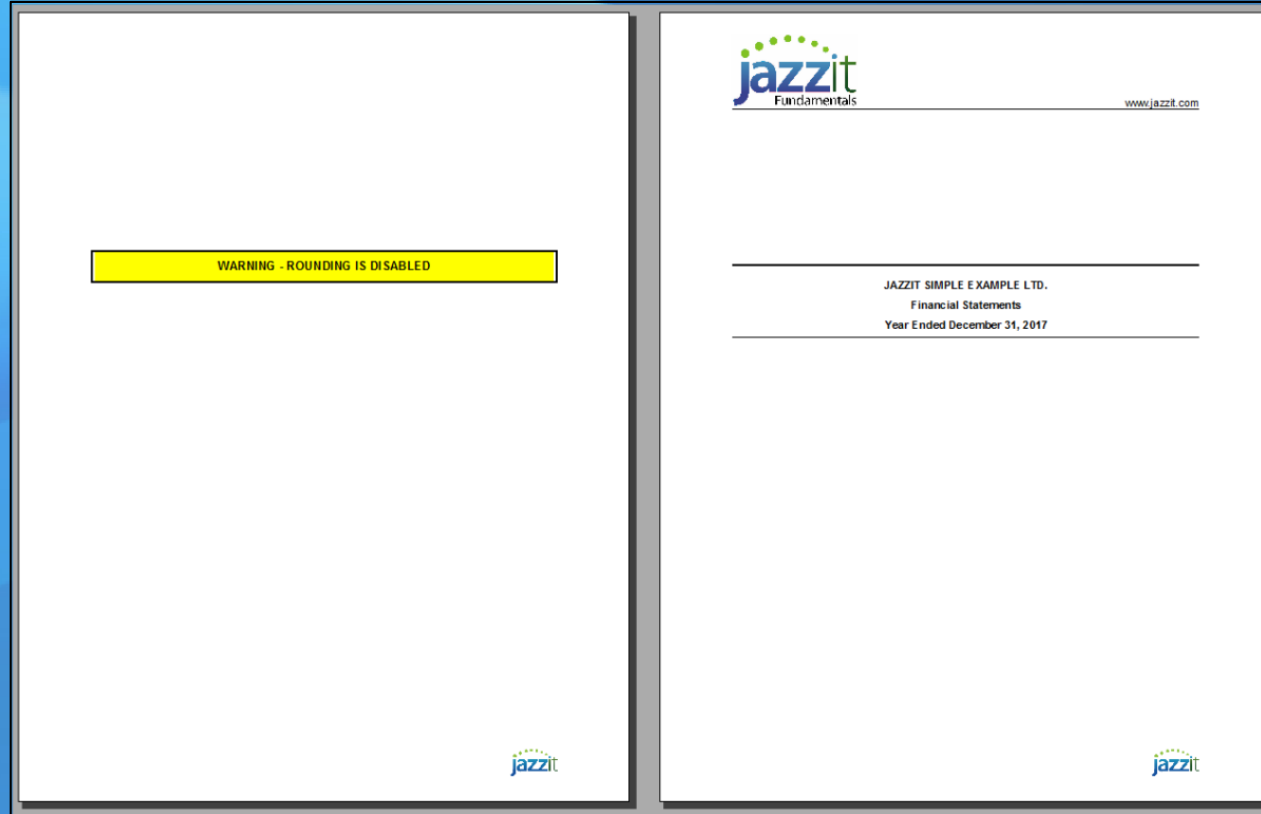 WARNING - ROUNDING IS DISABLED
jazzit
jazzit
Fundamentals
www.jazzit.com
JAZZIT SIMPLE EXAMPLE LTD.
Financial Statements
Year Ended December 31, 2017
jazzit